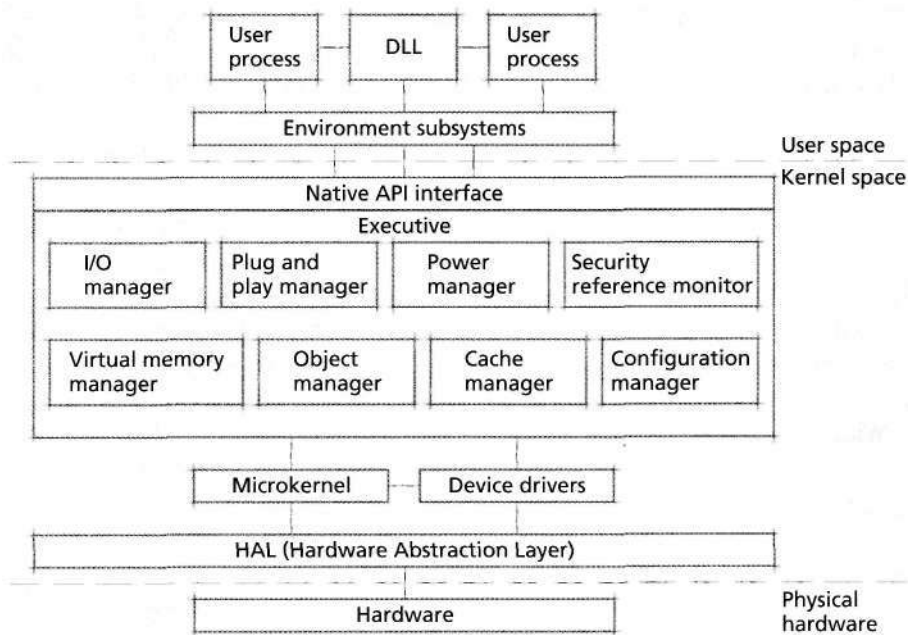 User
process
DLL
User
process
Environment subsystems
User space
Kernel space
Native API interface
Executive
I/O
manager
Plug and
play manager
Power
manager
Security
reference monitor
Virtual memory
manager
Object
manager
Cache
manager
Configuration
manager
Microkernel
Device drivers
HAL (Hardware Abstraction Layer)
Hardware
Physical
hardware